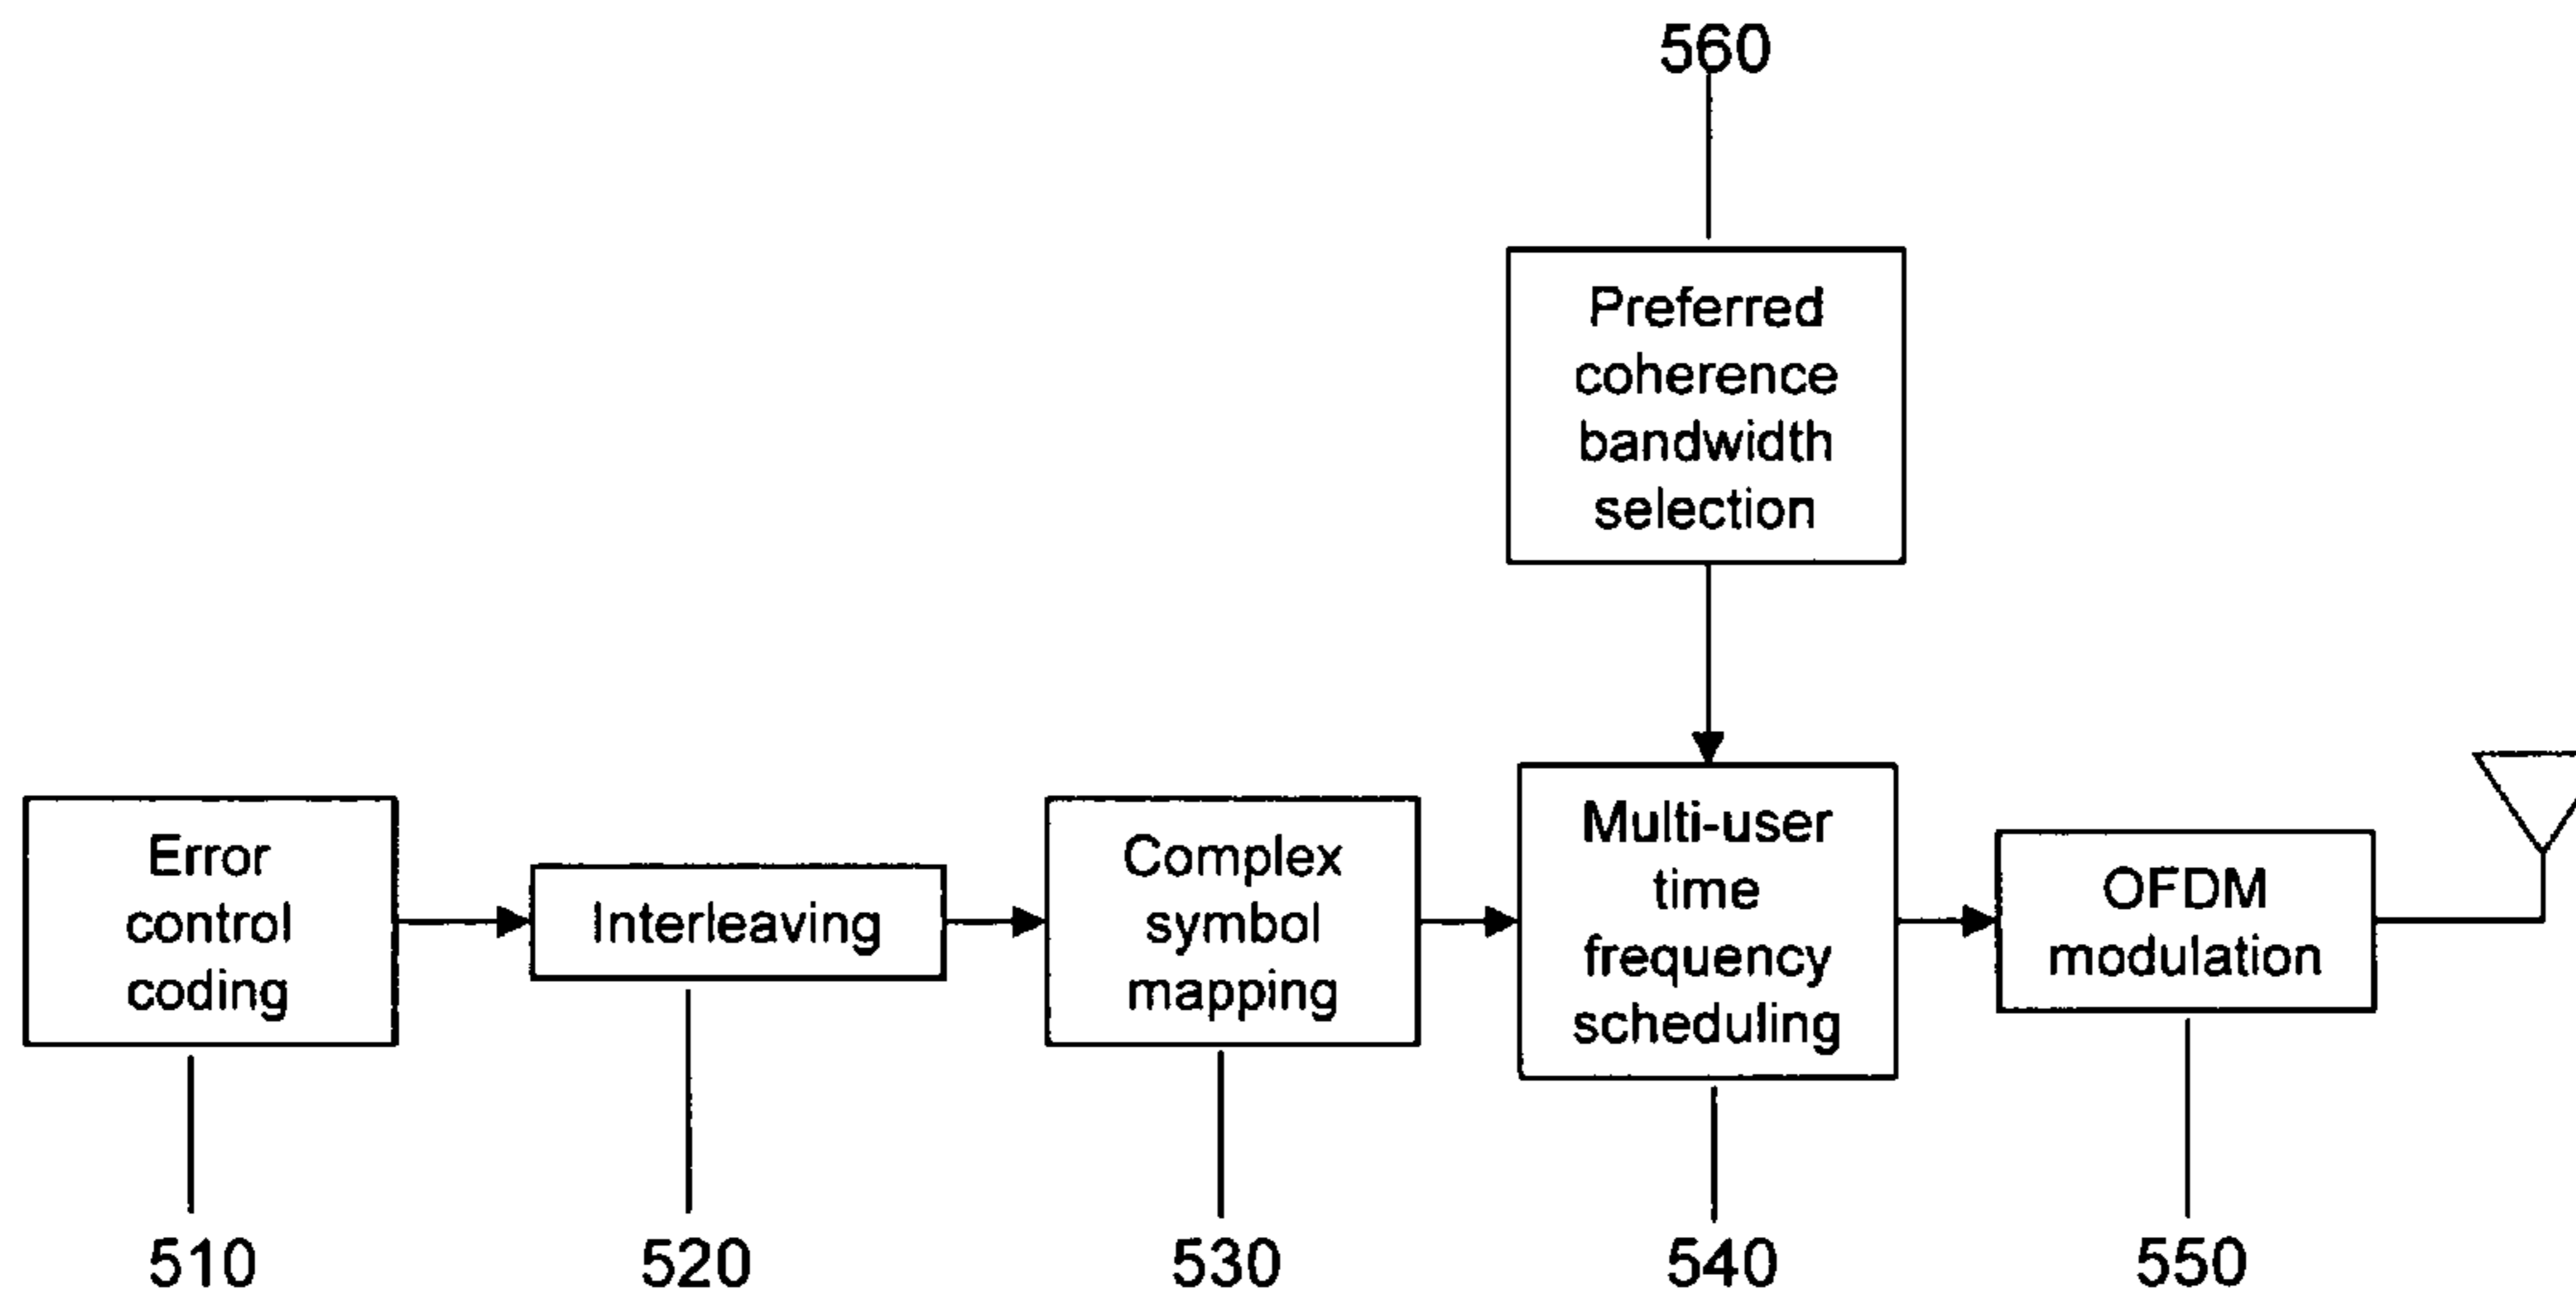 560
Preferred
coherence
bandwidth
selection
Error
control
coding
Interleaving
Complex
symbol
mapping
Multi-user
time
frequency
scheduling
OFDM
modulation
510
520
530
540
550